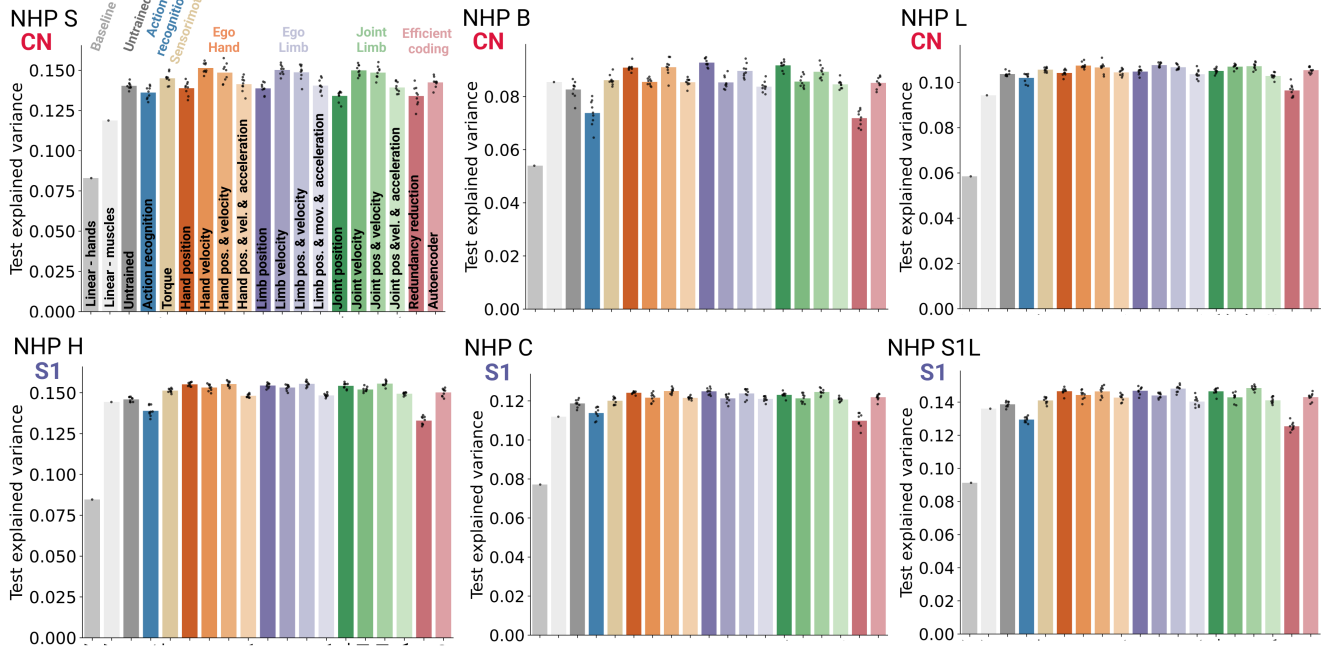 NHP S
CN
Baseline
Untrained
Action
recognition
Ego
Hand
Ego
Limb
Joint
Limb
Efficient
coding
Test explained variance
0.150
0.125
0.100
0.075
0.050
0.025
0.000
Linear - hands
Linear - muscles
Untrained
Action recognition
Torque
Hand position
Hand velocity
Hand pos. & velocity
Hand pos. & vel. & acceleration
Limb position
Limb velocity
Limb pos. & velocity
Limb pos. & mov. & acceleration
Joint position
Joint velocity
Joint pos & velocity
Joint pos &vel. & acceleration
Redundancy reduction
Autoencoder
NHP B
CN
Test explained variance
0.08
0.06
0.04
0.02
0.00
NHP L
CN
Test explained variance
0.10
0.08
0.06
0.04
0.02
0.00
NHP H
S1
Test explained variance
0.150
0.125
0.100
0.075
0.050
0.025
0.000
NHP C
S1
Test explained variance
0.12
0.10
0.08
0.06
0.04
0.02
0.00
NHP S1L
S1
Test explained variance
0.14
0.12
0.10
0.08
0.06
0.04
0.02
0.00